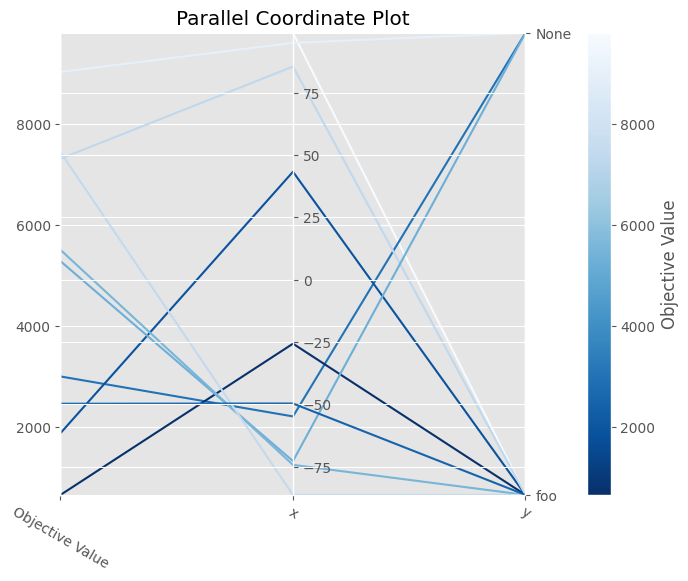 Parallel Coordinate Plot
8000
6000
4000
2000
75
50
25
0
−25
−50
−75
None
foo
8000
6000
4000
2000
Objective Value
Objective Value
x
y